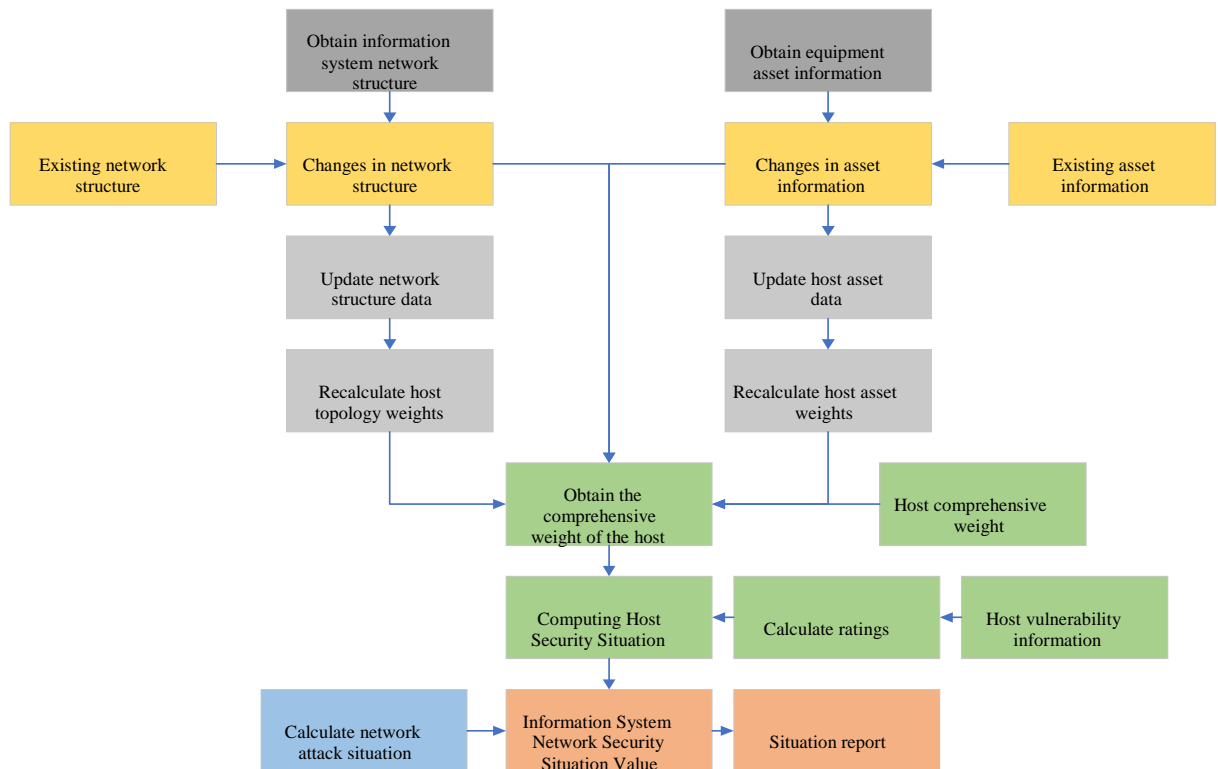 Obtain information
system network
structure
Obtain equipment
asset information
Existing network
structure
Changes in network
structure
Changes in asset
information
Existing asset
information
Update network
structure data
Update host asset
data
Recalculate host
topology weights
Recalculate host asset
weights
Obtain the
comprehensive
weight of the host
Host comprehensive
weight
Computing Host
Security Situation
Calculate ratings
Host vulnerability
information
Calculate network
attack situation
Information System
Network Security
Situation Value
Situation report